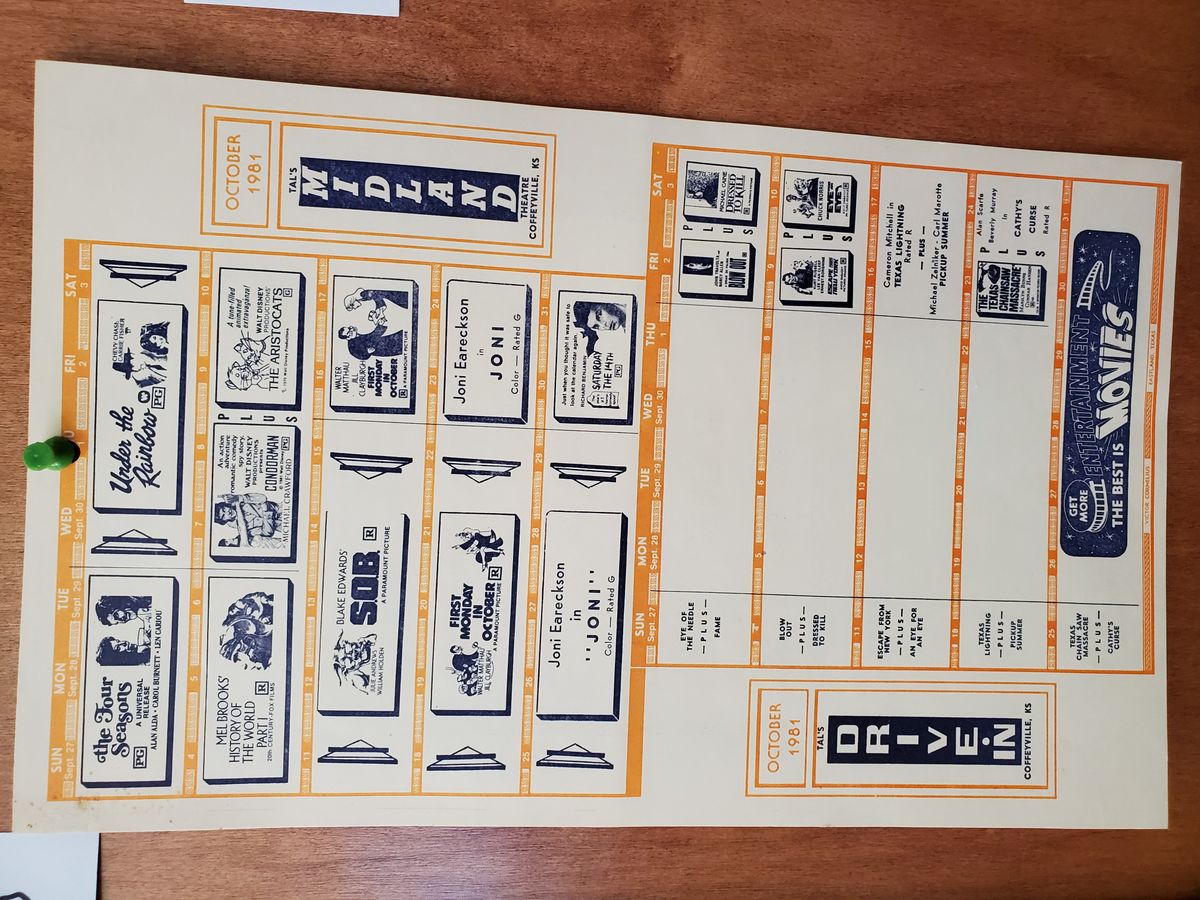 OCTOBER
1981
TAL'S
MIDLAND
THEATRE
COFFEYVILLE, KS
SUN MON TUE WED FRI SAT
Sept. 27 Sept. 28 Sept. 29 Sept. 30 2 3
the Four
Seasons
PG A UNIVERSAL
RELEASE
ALAN ALDA • CAROL BURNETT • LEN CARIOU
Under the
Rainbow PG
CHEVY CHASE
CARRIE FISHER
4 5 6 7 8 9 10
MEL BROOKS'
HISTORY OF
THE WORLD
PART I R
20th CENTURY-FOX FILMS
An action
adventure
romantic comedy
spy story.
WALT DISNEY
PRODUCTIONS
presents
CONDORMAN
PG
MICHAEL CRAWFORD
PLUS
A tune-filled
animated
extravaganza!
WALT DISNEY
PRODUCTIONS'
THE ARISTOCATS
G
11 12 13 14 15 16 17
BLAKE EDWARDS'
S.O.B. R
A PARAMOUNT PICTURE
JULIE ANDREWS
WILLIAM HOLDEN
WALTER
MATTHAU
JILL
CLAYBURGH
FIRST
MONDAY
IN
OCTOBER
R A PARAMOUNT PICTURE
18 19 20 21 22 23 24
FIRST
MONDAY
IN
OCTOBER R
A PARAMOUNT PICTURE
WALTER MATTHAU
JILL CLAYBURGH
Joni Eareckson
in
JONI
Color — Rated G
25 26 27 28 29 30 31
Joni Eareckson
in
''JONI''
Color — Rated G
Just when you thought it was safe to
look at the calendar again.
RICHARD BENJAMIN
SATURDAY
THE 14TH
PG
SUN MON TUE WED THU FRI SAT
Sept. 27 Sept. 28 Sept. 29 Sept. 30 1 2 3
EYE OF
THE NEEDLE
— PLUS —
FAME
BLOW OUT
PLUS
MICHAEL CAINE
DRESSED
TO KILL
4 5 6 7 8 9 10
BLOW
OUT
— PLUS —
DRESSED
TO KILL
ESCAPE FROM
NEW YORK
PLUS
CHUCK NORRIS
AN EYE FOR AN EYE
11 12 13 14 15 16 17
ESCAPE FROM
NEW YORK
— PLUS —
AN EYE FOR
AN EYE
Cameron Mitchell in
TEXAS LIGHTNING
Rated R
— PLUS —
Michael Zelniker - Carl Marotte
PICKUP SUMMER
18 19 20 21 22 23 24
TEXAS
LIGHTNING
— PLUS —
PICKUP
SUMMER
THE TEXAS
CHAINSAW
MASSACRE
PLUS
Alan Scarfe
Beverly Murray
In
CATHY'S
CURSE
Rated R
25 26 27 28 29 30 31
TEXAS
CHAIN SAW
MASSACRE
— PLUS —
CATHY'S
CURSE
GET
MORE ENTERTAINMENT
THE BEST IS MOVIES
EASTLAND, TEXAS
OCTOBER
1981
TAL'S
DRIVE-IN
COFFEYVILLE, KS